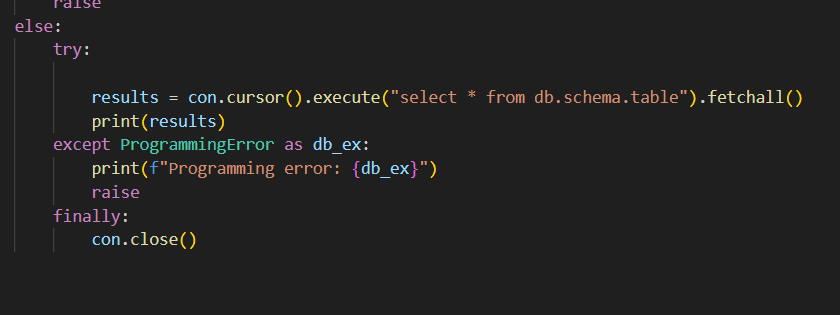 raise
else:
try:
results = con.cursor().execute("select * from db.schema.table").fetchall()
print(results)
except ProgrammingError as db_ex:
print(f"Programming error: {db_ex}")
raise
finally:
con.close()